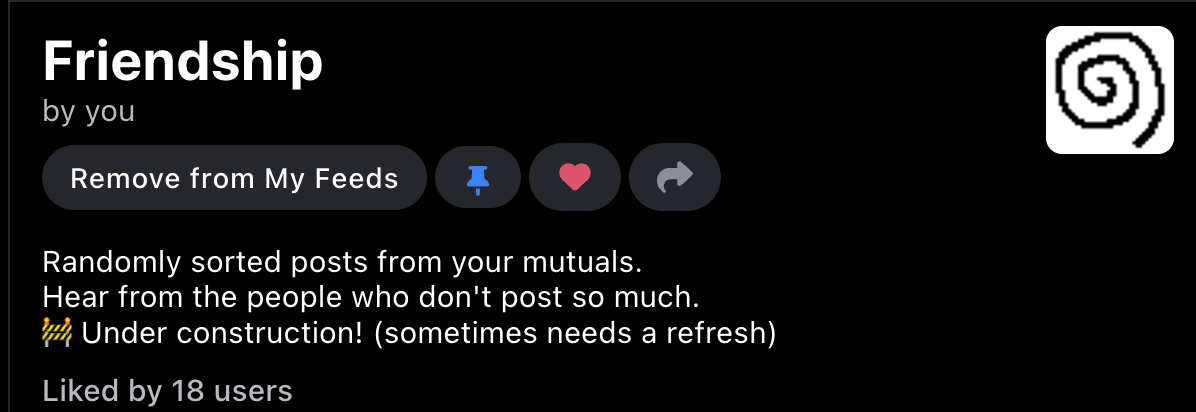 Friendship
by you
Remove from My Feeds
Randomly sorted posts from your mutuals.
Hear from the people who don't post so much.
🚧 Under construction! (sometimes needs a refresh)
Liked by 18 users